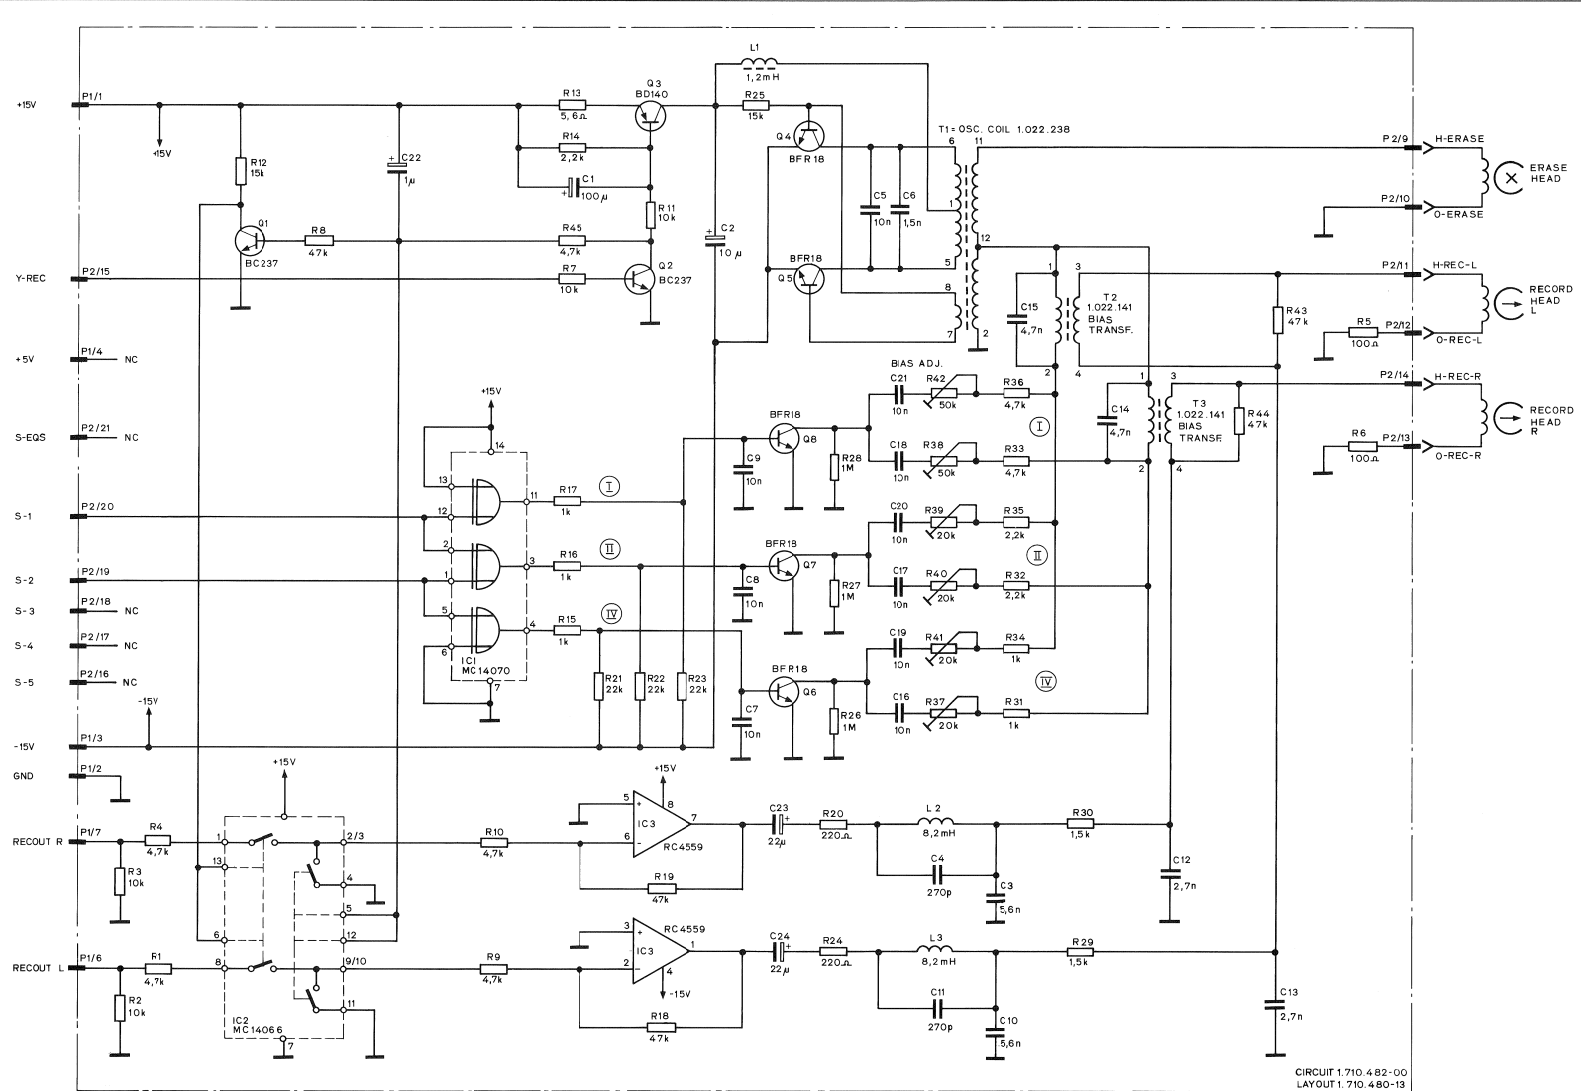 L1
1,2mH
+15V
P1/1
R13
5,6Ω
Q3
BD140
R25
15k
T1=OSC. COIL 1.022.238
+15V
R12
15k
C22
+
1µ
R14
2,2k
C1
+
100µ
Q4
BFR18
6
11
1
C5
10n
C6
1,5n
P2/9
H-ERASE
ERASE
HEAD
P2/10
O-ERASE
Q1
BC237
R8
47k
R45
4,7k
R11
10k
C2
+
10µ
12
Y-REC
P2/15
R7
10k
Q2
BC237
BFR18
Q5
5
8
7
2
C15
4,7n
1
3
T2
1.022.141
BIAS
TRANSF.
2
4
R43
47k
P2/11
H-REC-L
RECORD
HEAD
L
R5
100Ω
P2/12
O-REC-L
+5V
P1/4
NC
BIAS ADJ.
C21
10n
R42
50k
R36
4,7k
1
3
C14
4,7n
T3
1.022.141
BIAS
TRANSF.
2
4
R44
47k
P2/14
H-REC-R
RECORD
HEAD
R
R6
100Ω
P2/13
O-REC-R
S-EQS
P2/21
NC
+15V
14
BFR18
Q8
C9
10n
R28
1M
C18
10n
R38
50k
R33
4,7k
I
S-1
P2/20
13
12
11
R17
1k
I
S-2
P2/19
2
1
3
R16
1k
II
BFR18
Q7
C8
10n
R27
1M
C20
10n
R39
20k
R35
2,2k
C17
10n
R40
20k
R32
2,2k
II
S-3
P2/18
NC
S-4
P2/17
NC
S-5
P2/16
NC
5
6
4
R15
1k
IV
IC1
MC14070
7
R21
22k
R22
22k
R23
22k
BFR18
Q6
C7
10n
R26
1M
C19
10n
R41
20k
R34
1k
C16
10n
R37
20k
R31
1k
IV
-15V
-15V
P1/3
GND
P1/2
+15V
RECOUT R
P1/7
R4
4,7k
R3
10k
1
13
2/3
4
5
R10
4,7k
+15V
5
+
6
-
8
7
IC3
RC4559
R19
47k
C23
+
22µ
R20
220Ω
L2
8,2mH
C4
270p
C3
5,6n
R30
1,5k
C12
2,7n
RECOUT L
P1/6
R1
4,7k
R2
10k
6
8
12
9/10
11
IC2
MC14066
7
R9
4,7k
3
+
2
-
RC4559
IC3
1
4
-15V
R18
47k
C24
+
22µ
R24
220Ω
L3
8,2mH
C11
270p
C10
5,6n
R29
1,5k
C13
2,7n
CIRCUIT 1.710.482-00
LAYOUT 1.710.480-13